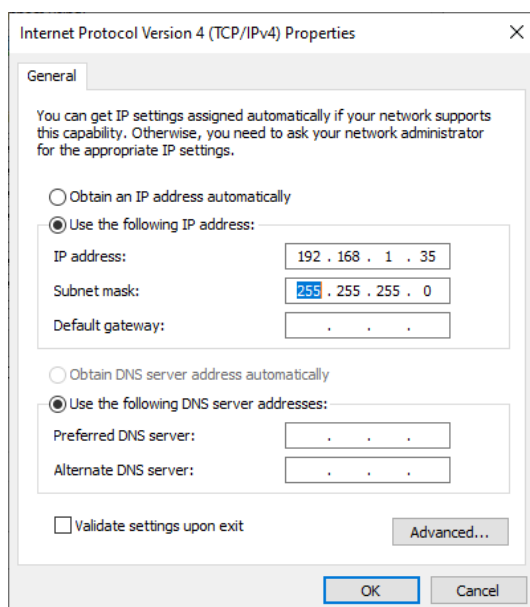 Internet Protocol Version 4 (TCP/IPv4) Properties
General
You can get IP settings assigned automatically if your network supports
this capability. Otherwise, you need to ask your network administrator
for the appropriate IP settings.
Obtain an IP address automatically
Use the following IP address:
IP address: 192 . 168 . 1 . 35
Subnet mask: 255 . 255 . 255 . 0
Default gateway: . . .
Obtain DNS server address automatically
Use the following DNS server addresses:
Preferred DNS server: . . .
Alternate DNS server: . . .
Validate settings upon exit
Advanced...
OK Cancel